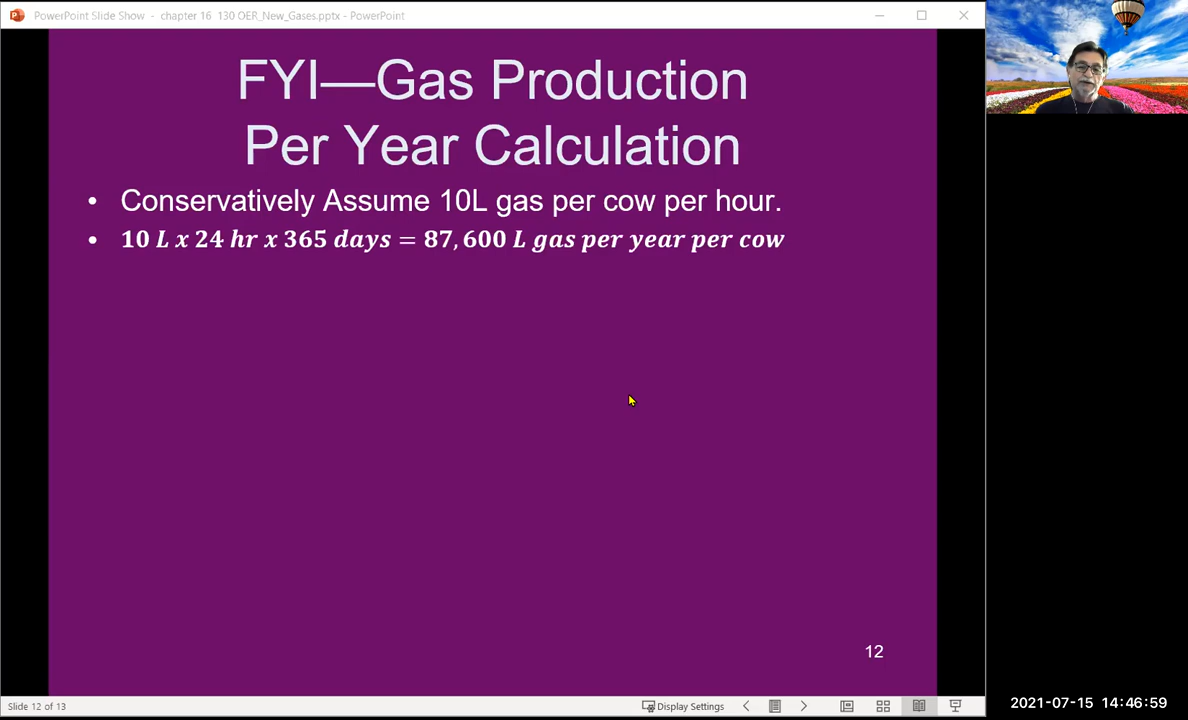 PowerPoint Slide Show - chapter 16 130 OER_New_Gases.pptx - PowerPoint
FYI—Gas Production
Per Year Calculation
• Conservatively Assume 10L gas per cow per hour.
• 10 L x 24 hr x 365 days = 87,600 L gas per year per cow
12
Slide 12 of 13
Display Settings
2021-07-15 14:46:59